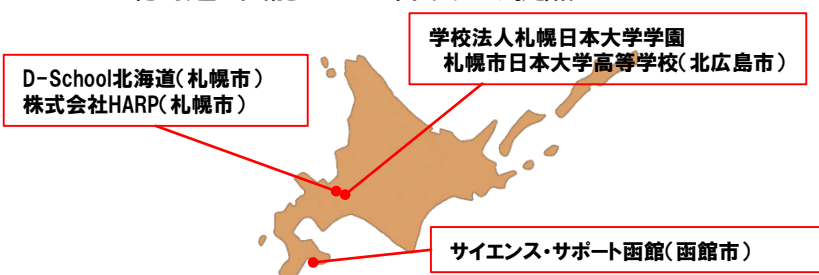 学校法人札幌日本大学学園
札幌市日本大学高等学校(北広島市)
D-School北海道(札幌市)
株式会社HARP(札幌市)
サイエンス・サポート函館(函館市)